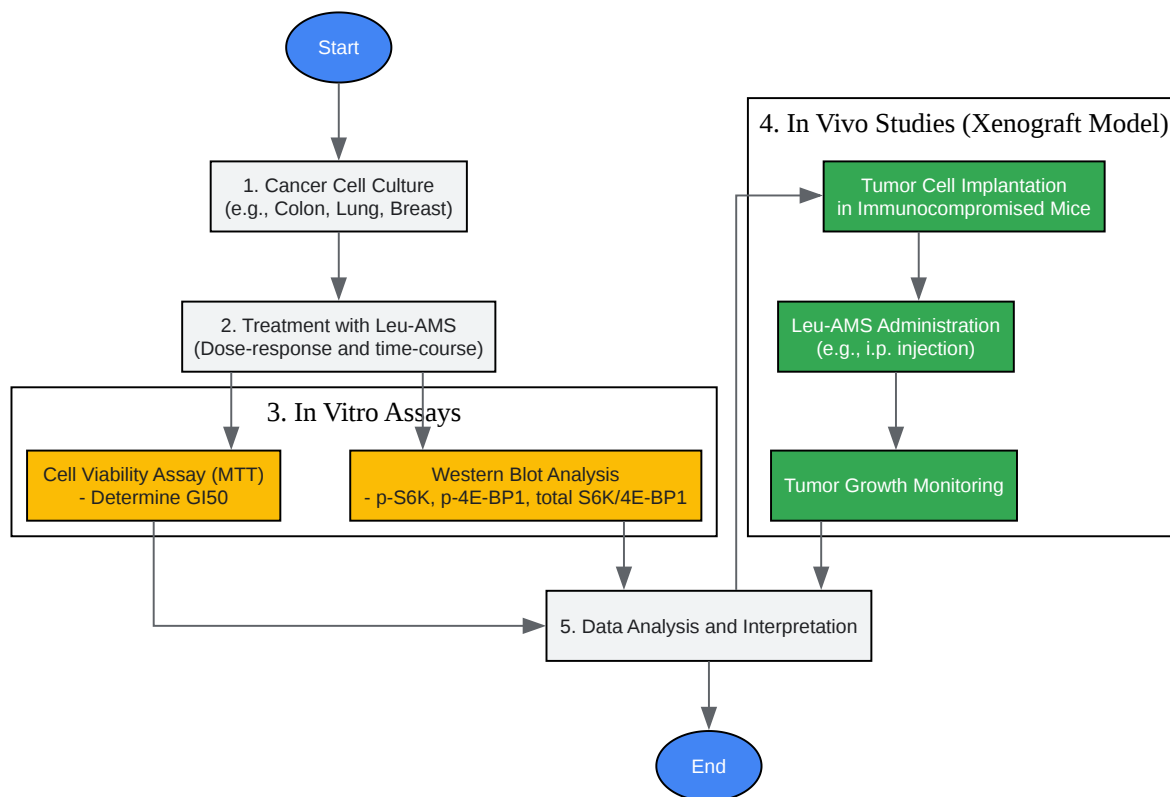 Start
1. Cancer Cell Culture
(e.g., Colon, Lung, Breast)
2. Treatment with Leu-AMS
(Dose-response and time-course)
3. In Vitro Assays
Cell Viability Assay (MTT)
- Determine GI50
Western Blot Analysis
- p-S6K, p-4E-BP1, total S6K/4E-BP1
4. In Vivo Studies (Xenograft Model)
Tumor Cell Implantation
in Immunocompromised Mice
Leu-AMS Administration
(e.g., i.p. injection)
Tumor Growth Monitoring
5. Data Analysis and Interpretation
End